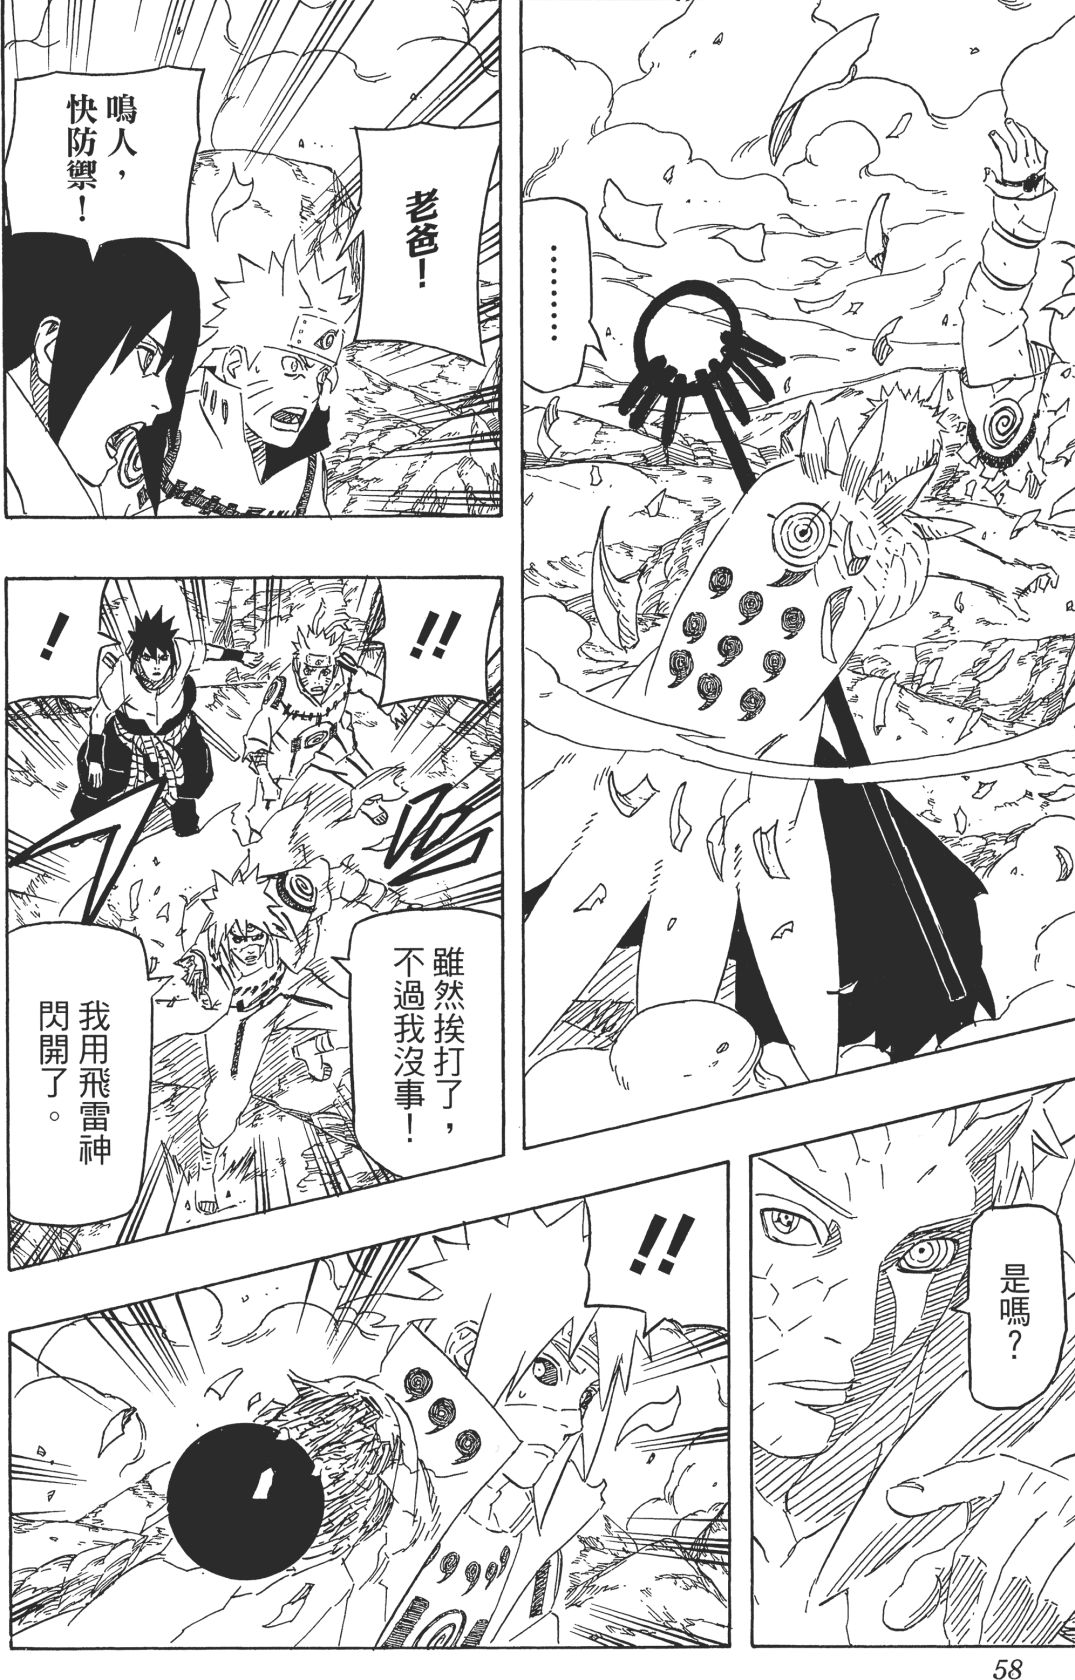 ………
老爸！
鳴人，
快防禦！
!!
!
雖然挨打了，
不過我沒事！
我用飛雷神
閃開了。
是嗎？
!!
58